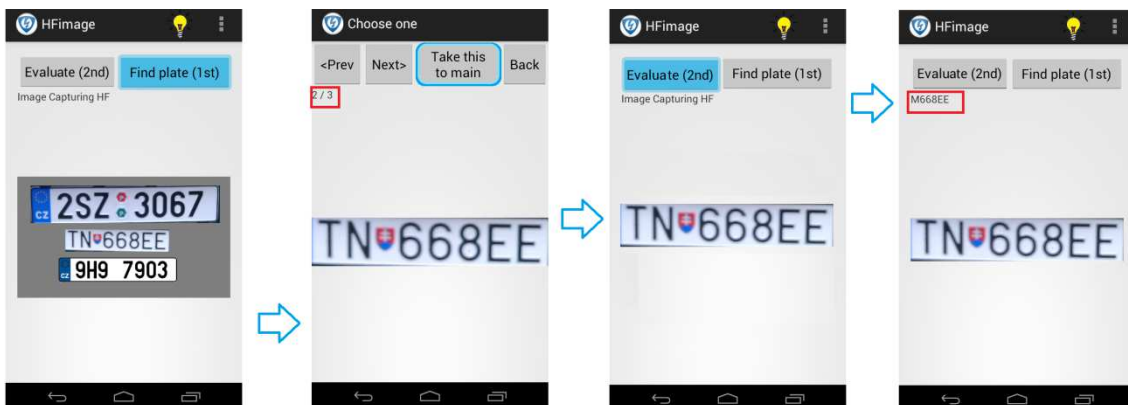 HFimage
Evaluate (2nd) Find plate (1st)
Image Capturing HF
CZ 2SZ 3067
TN 668EE
CZ 9H9 7903
Choose one
<Prev Next> Take this to main Back
2 / 3
TN 668EE
HFimage
Evaluate (2nd) Find plate (1st)
Image Capturing HF
TN 668EE
HFimage
Evaluate (2nd) Find plate (1st)
M668EE
TN 668EE